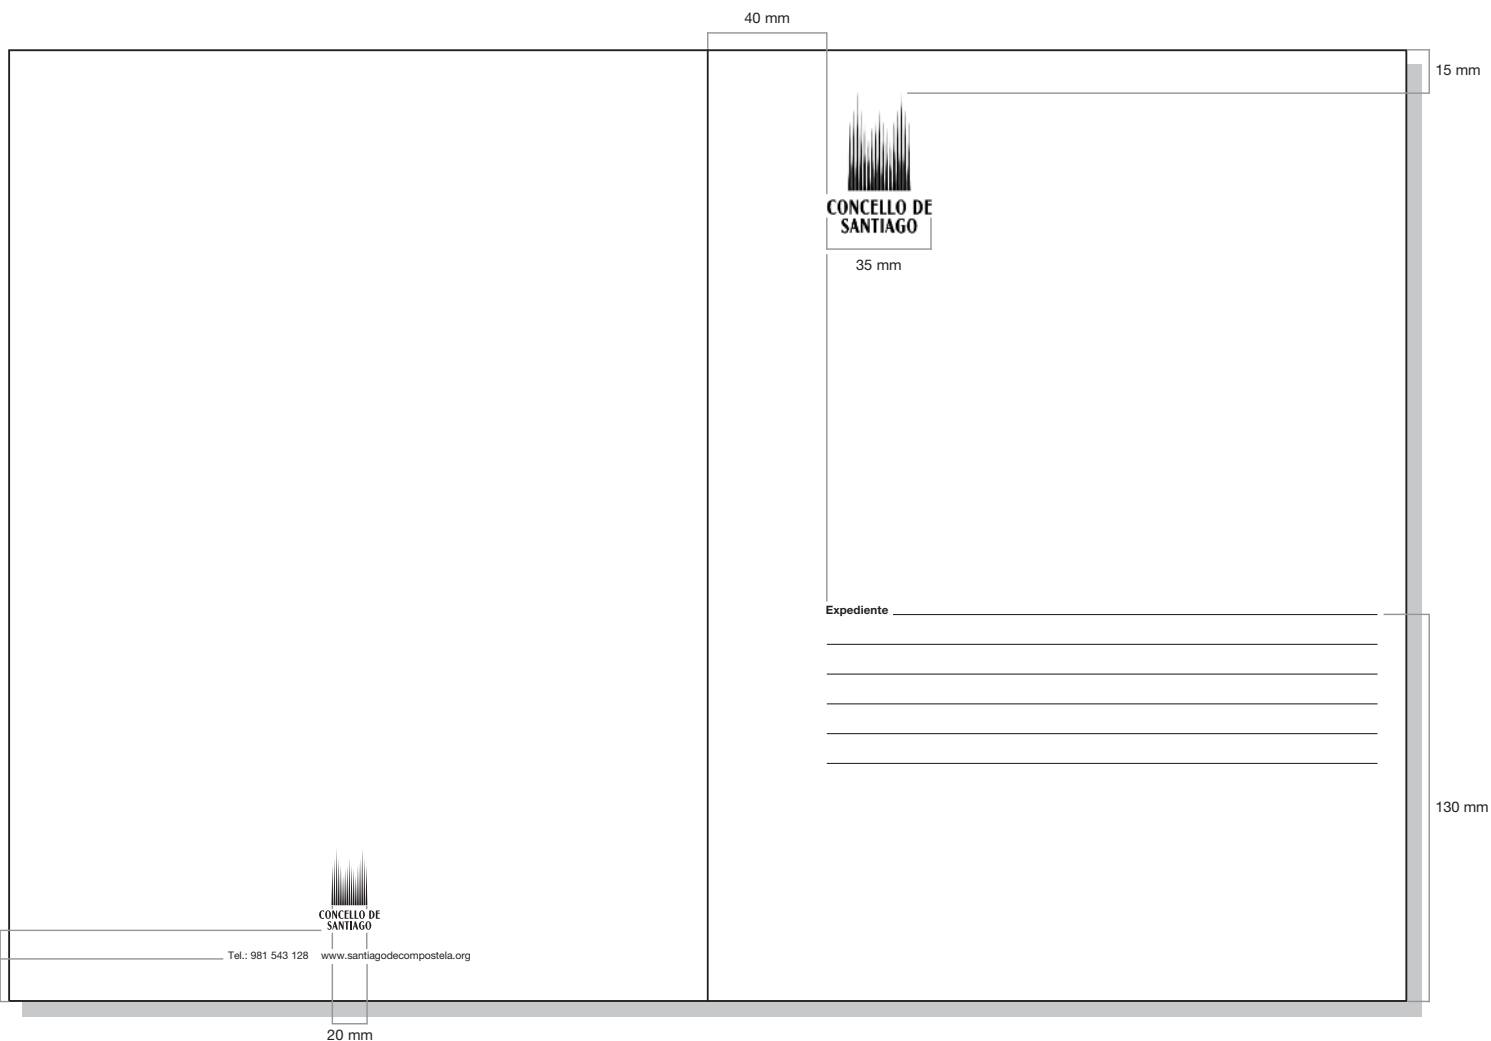 40 mm
15 mm
CONCELLO DE
SANTIAGO
35 mm
Expediente
130 mm
CONCELLO DE
SANTIAGO
Tel.: 981 543 128 www.santiagodecompostela.org
20 mm